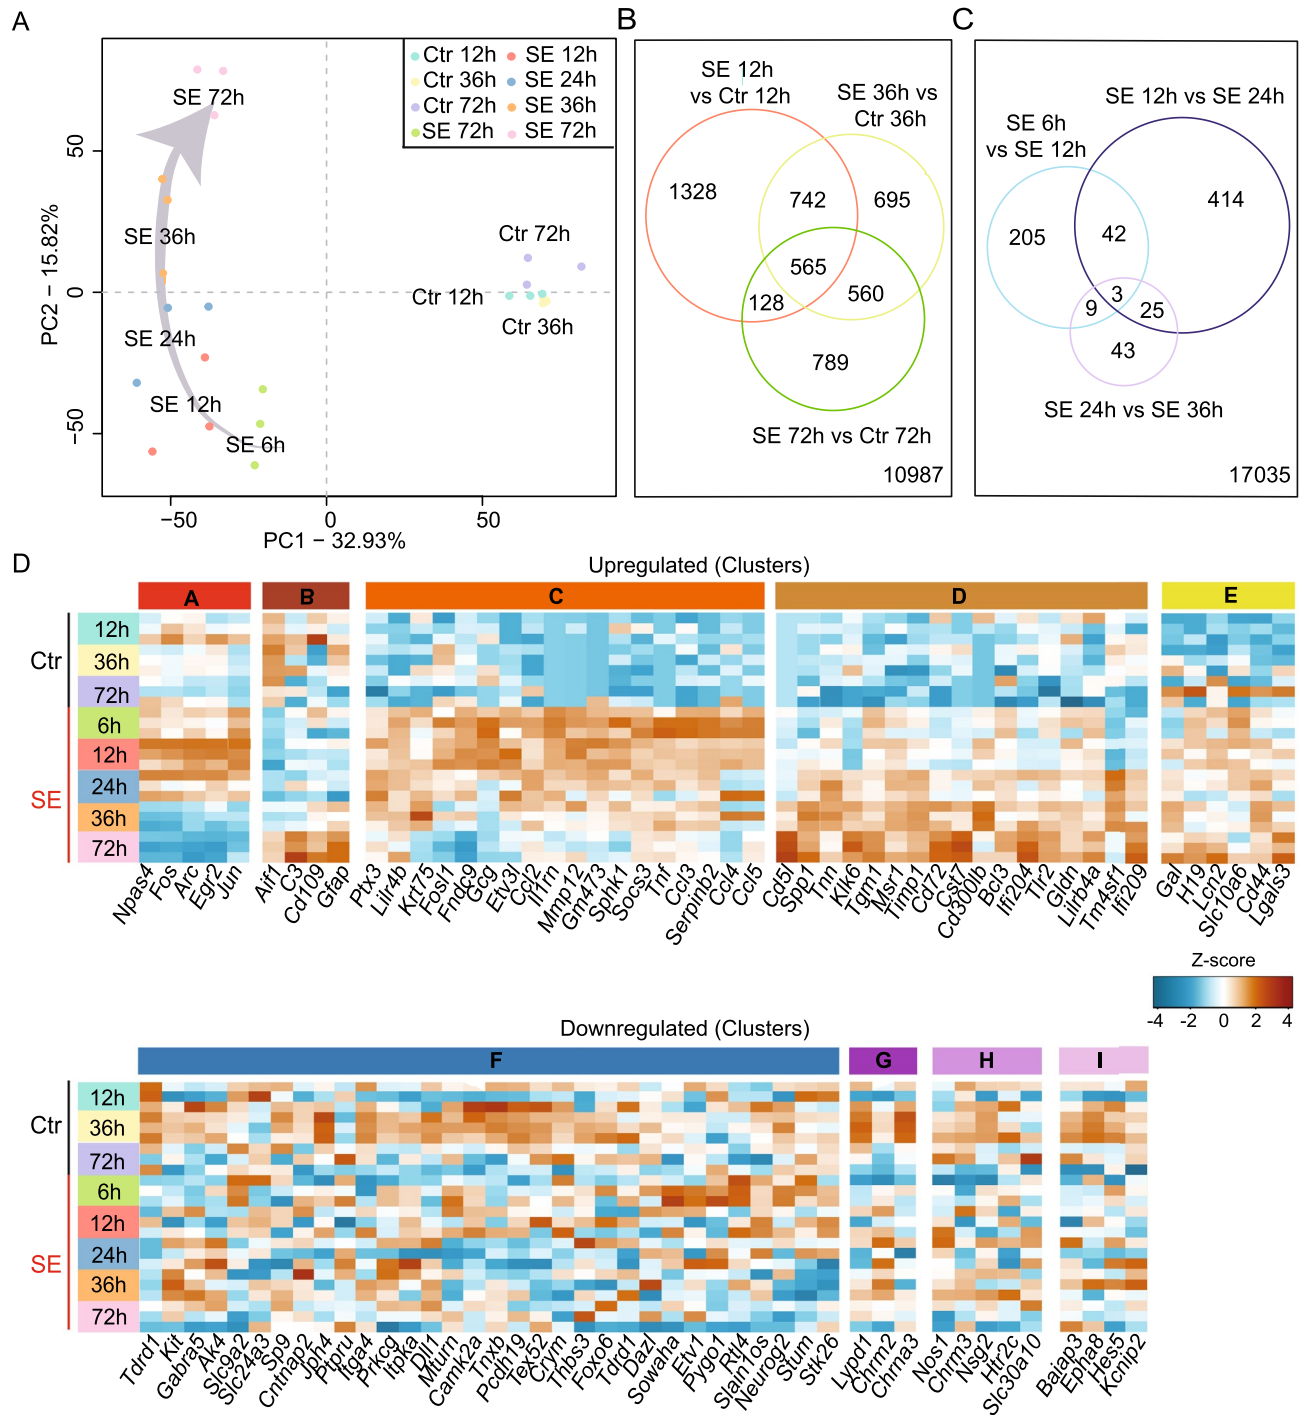 A
Ctr 12h
SE 12h
Ctr 36h
SE 24h
Ctr 72h
SE 36h
SE 72h
SE 72h
SE 72h
SE 36h
SE 24h
SE 12h
SE 6h
Ctr 72h
Ctr 12h
Ctr 36h
50
0
−50
PC2 − 15.82%
−50
0
50
PC1 − 32.93%
B
SE 12h
vs Ctr 12h
SE 36h vs
Ctr 36h
1328
742
695
565
128
560
789
SE 72h vs Ctr 72h
10987
C
SE 12h vs SE 24h
SE 6h
vs SE 12h
414
205
42
3
9
25
43
SE 24h vs SE 36h
17035
D
Upregulated (Clusters)
A
B
C
D
E
Ctr
12h
36h
72h
SE
6h
12h
24h
36h
72h
Npas4
Fos
Arc
Egr2
Jun
Aif1
C3
Cd109
Gfap
Ptx3
Lilr4b
Krt75
Fosl1
Fndc9
Gcg
Etv3l
Ccl2
Il1rn
Mmp12
Gm473
Sphk1
Socs3
Tnf
Ccl3
Serpinb2
Ccl4
Ccl5
Cd5l
Spp1
Tnn
Klk6
Tgm1
Msr1
Timp1
Cd72
Cst7
Cd300lb
Bcl3
Ifi204
Tlr2
Gldn
Lilrb4a
Tm4sf1
Ifi209
Gal
H19
Lcn2
Slc10a6
Cd44
Lgals3
Z-score
-4
-2
0
2
4
Downregulated (Clusters)
F
G
H
I
Ctr
12h
36h
72h
SE
6h
12h
24h
36h
72h
Tdrd1
Kit
Gabra5
Ak4
Slc9a2
Slc24a3
Sp9
Cntnap2
Jph4
Ptpru
Itga4
Prkcg
Itpka
Dll1
Mturn
Camk2a
Tnxb
Pcdh19
Tex52
Crym
Thbs3
Foxo6
Tdrd1
Dazl
Sowaha
Etv1
Pygo1
Rtl4
Slain1os
Neurog2
Stum
Stk26
Lypd1
Chrm2
Chrna3
Nos1
Chrm3
Nsg2
Htr2c
Slc30a10
Baiap3
Epha8
Hes5
Kcnip2